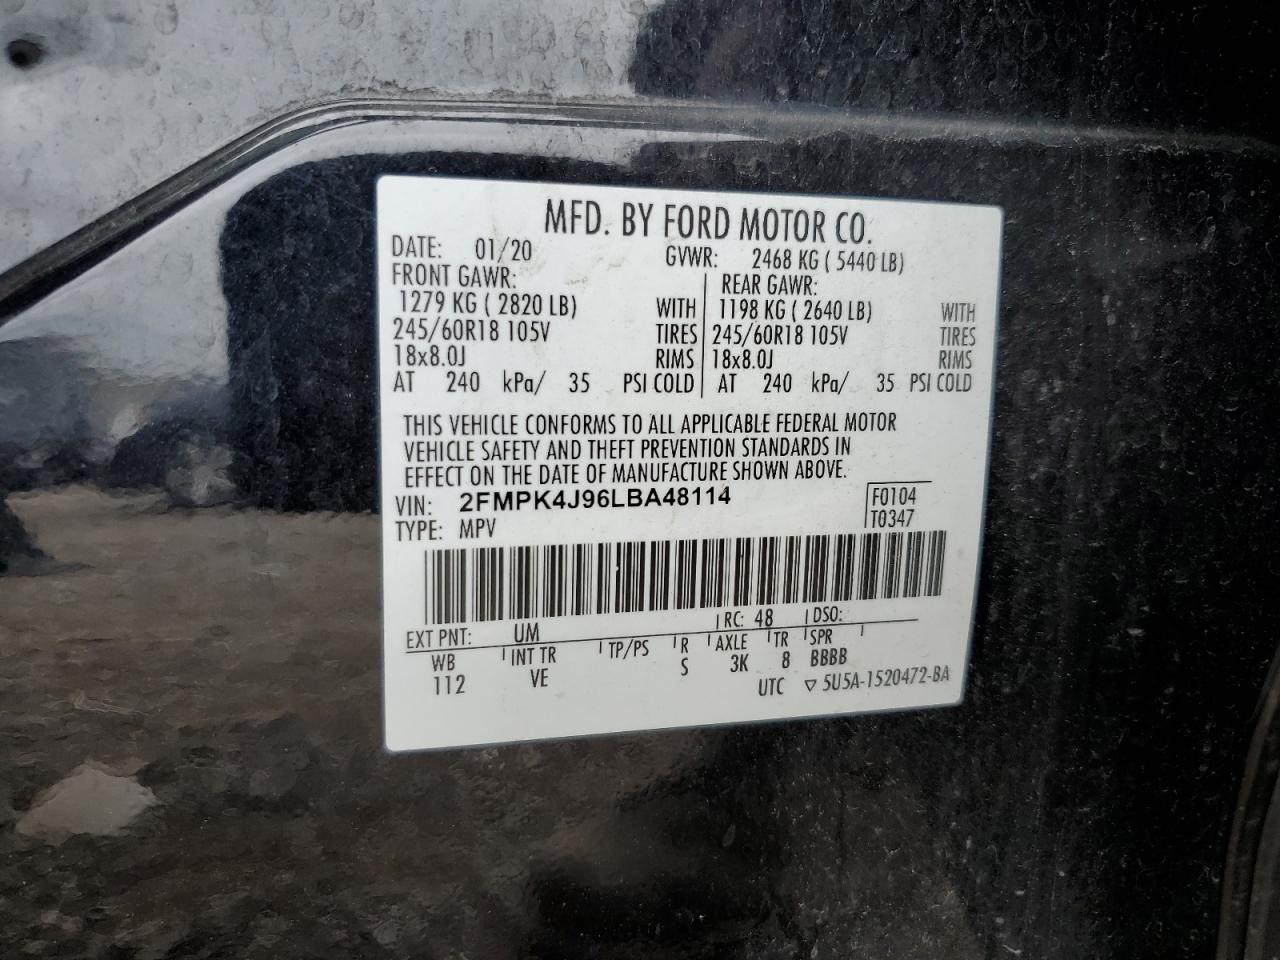 MFD. BY FORD MOTOR CO.
DATE: 01/20 GVWR: 2468 KG ( 5440 LB)
FRONT GAWR: REAR GAWR:
1279 KG ( 2820 LB) WITH 1198 KG ( 2640 LB) WITH
245/60R18 105V TIRES 245/60R18 105V TIRES
18x8.0J RIMS 18x8.0J RIMS
AT 240 kPa/ 35 PSI COLD AT 240 kPa/ 35 PSI COLD
THIS VEHICLE CONFORMS TO ALL APPLICABLE FEDERAL MOTOR
VEHICLE SAFETY AND THEFT PREVENTION STANDARDS IN
EFFECT ON THE DATE OF MANUFACTURE SHOWN ABOVE.
VIN: 2FMPK4J96LBA48114 F0104
TYPE: MPV T0347
EXT PNT: UM RC: 48 DSO:
WB INT TR TP/PS R AXLE TR SPR
112 VE S 3K 8 BBBB
UTC ▽ 5U5A-1520472-BA